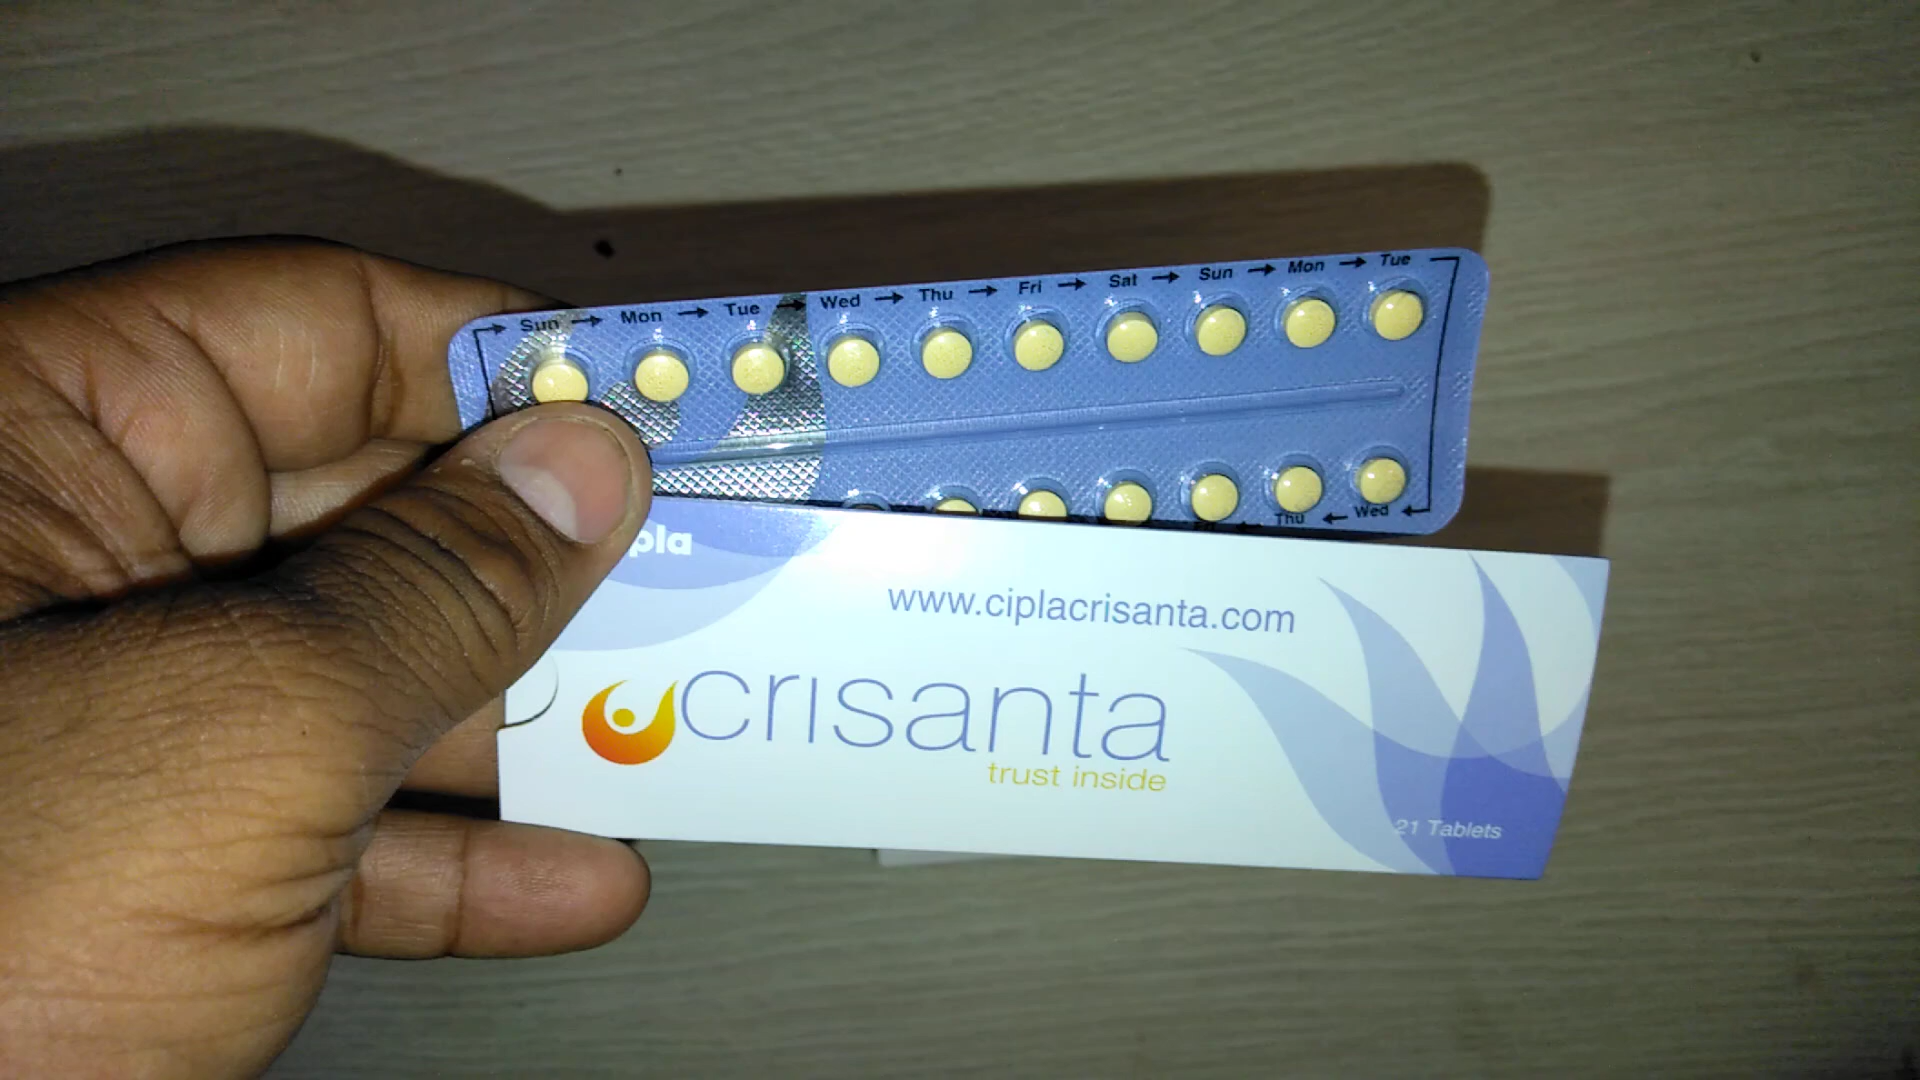 Sun → Mon → Tue → Wed → Thu → Fri → Sat → Sun → Mon → Tue
Thu ← Wed ←
pla
www.ciplacrisanta.com
crisanta
trust inside
21 Tablets